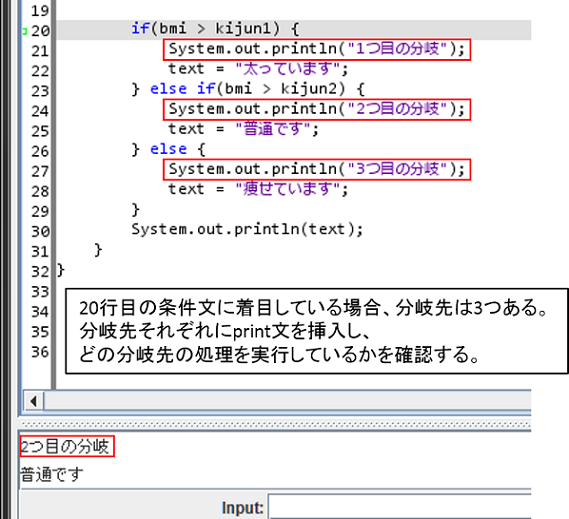 19
20 if(bmi > kijun1) {
21 System.out.println("1つ目の分岐");
22 text = "太っています";
23 } else if(bmi > kijun2) {
24 System.out.println("2つ目の分岐");
25 text = "普通です";
26 } else {
27 System.out.println("3つ目の分岐");
28 text = "痩せています";
29 }
30 System.out.println(text);
31 }
32 }
33
34
35
36
20行目の条件文に着目している場合、分岐先は3つある。
分岐先それぞれにprint文を挿入し、
どの分岐先の処理を実行しているかを確認する。
2つ目の分岐
普通です
Input: